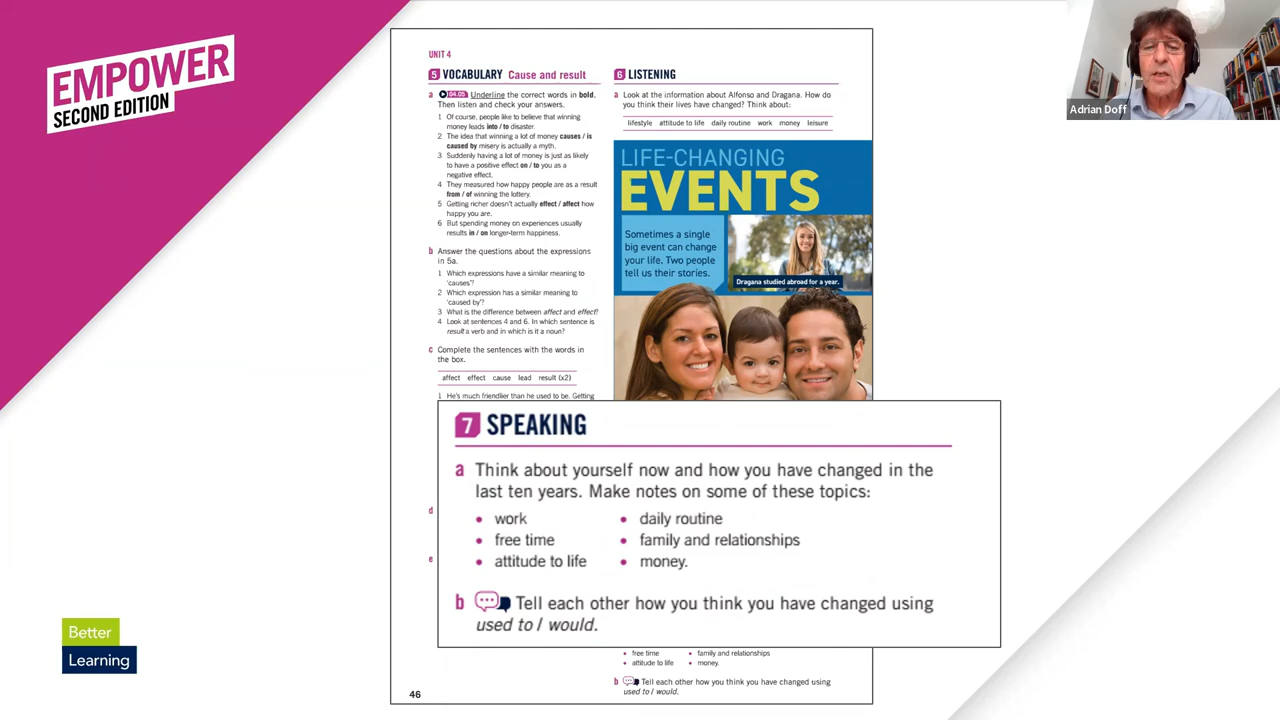 EMPOWER
SECOND EDITION
Better
Learning
UNIT 4
5 VOCABULARY Cause and result
a 04.05 Underline the correct words in bold.
Then listen and check your answers.
1 Of course, people like to believe that winning
money leads into / to disaster.
2 The idea that winning a lot of money causes / is
caused by misery is actually a myth.
3 Suddenly having a lot of money is just as likely
to have a positive effect on / to you as a
negative effect.
4 They measured how happy people are as a result
from / of winning the lottery.
5 Getting richer doesn't actually effect / affect how
happy you are.
6 But spending money on experiences usually
results in / on longer-term happiness.
b Answer the questions about the expressions
in 5a.
1 Which expressions have a similar meaning to
'causes'?
2 Which expression has a similar meaning to
'caused by'?
3 What is the difference between affect and effect?
4 Look at sentences 4 and 6. In which sentence is
result a verb and in which is it a noun?
c Complete the sentences with the words in
the box.
affect effect cause lead result (x2)
1 He's much friendlier than he used to be. Getting
d
e
46
6 LISTENING
a Look at the information about Alfonso and Dragana. How do
you think their lives have changed? Think about:
lifestyle attitude to life daily routine work money leisure
LIFE-CHANGING
EVENTS
Sometimes a single
big event can change
your life. Two people
tell us their stories.
Dragana studied abroad for a year.
7 SPEAKING
a Think about yourself now and how you have changed in the
last ten years. Make notes on some of these topics:
• work • daily routine
• free time • family and relationships
• attitude to life • money.
b Tell each other how you think you have changed using
used to / would.
• free time • family and relationships
• attitude to life • money.
b Tell each other how you think you have changed using
used to / would.
Adrian Doff